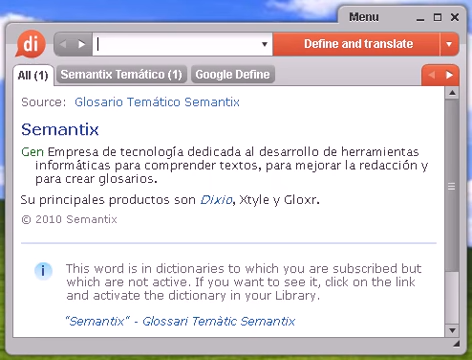 Menu
di
Define and translate
All (1)
Semantix Temático (1)
Google Define
Source: Glosario Temático Semantix
Semantix
Gen Empresa de tecnología dedicada al desarrollo de herramientas
informáticas para comprender textos, para mejorar la redacción y
para crear glosarios.
Su principales productos son Dixio, Xtyle y Gloxr.
© 2010 Semantix
i
This word is in dictionaries to which you are subscribed but
which are not active. If you want to see it, click on the link
and activate the dictionary in your Library.
"Semantix" - Glossari Temàtic Semantix